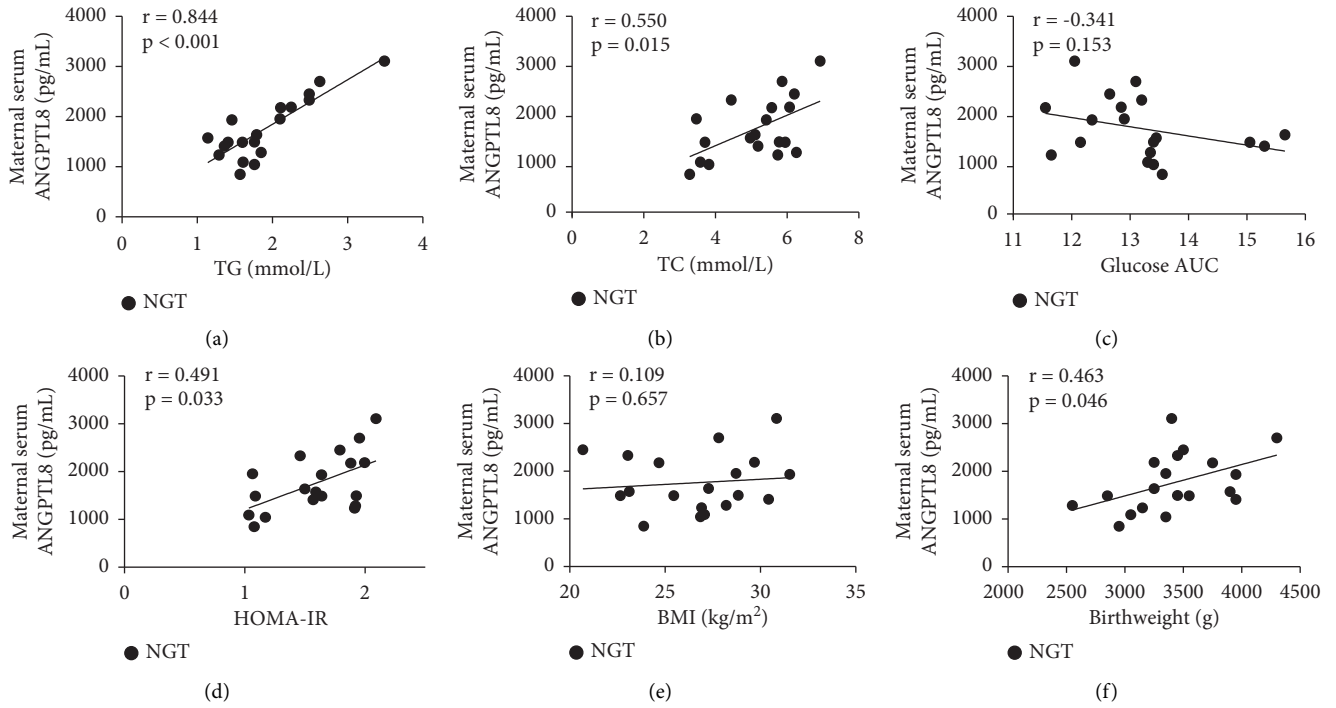 r = 0.844
p < 0.001
Maternal serum
ANGPTL8 (pg/mL)
4000
3000
2000
1000
0
0 1 2 3 4
TG (mmol/L)
NGT
(a)
r = 0.550
p = 0.015
Maternal serum
ANGPTL8 (pg/mL)
4000
3000
2000
1000
0
0 2 4 6 8
TC (mmol/L)
NGT
(b)
r = -0.341
p = 0.153
Maternal serum
ANGPTL8 (pg/mL)
4000
3000
2000
1000
0
11 12 13 14 15 16
Glucose AUC
NGT
(c)
r = 0.491
p = 0.033
Maternal serum
ANGPTL8 (pg/mL)
4000
3000
2000
1000
0
0 1 2
HOMA-IR
NGT
(d)
r = 0.109
p = 0.657
Maternal serum
ANGPTL8 (pg/mL)
4000
3000
2000
1000
0
20 25 30 35
BMI (kg/m²)
NGT
(e)
r = 0.463
p = 0.046
Maternal serum
ANGPTL8 (pg/mL)
4000
3000
2000
1000
0
2000 2500 3000 3500 4000 4500
Birthweight (g)
NGT
(f)